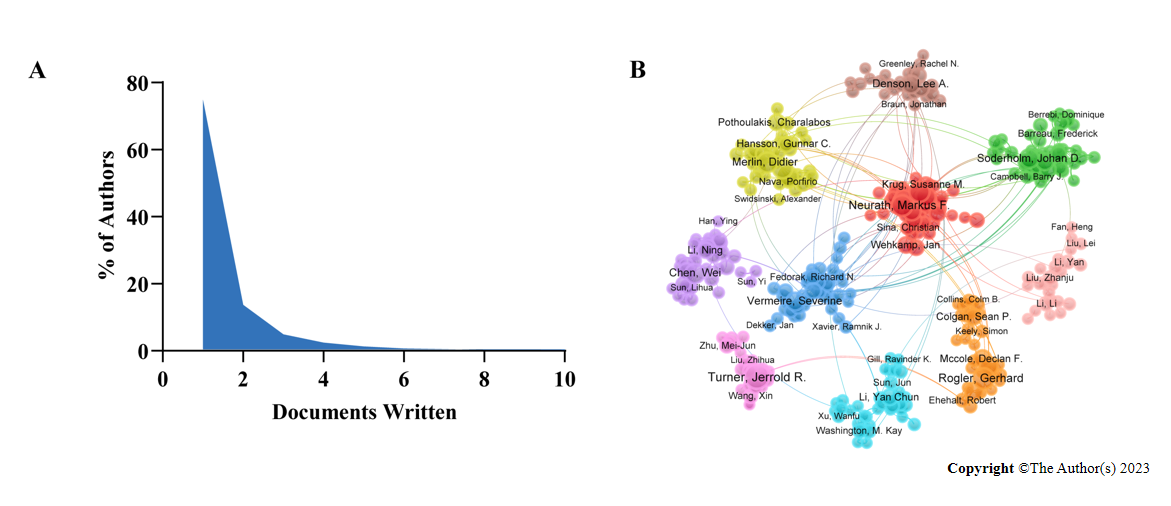 A
80
60
40
20
0
% of Authors
0 2 4 6 8 10
Documents Written
B
Greenley, Rachel N.
Denson, Lee A.
Braun, Jonathan
Pothoulakis, Charalabos
Hansson, Gunnar C.
Merlin, Didier
Nava, Porfirio
Swidsinski, Alexander
Berrebi, Dominique
Barreau, Frederick
Soderholm, Johan D.
Campbell, Barry J.
Krug, Susanne M.
Neurath, Markus F.
Sina, Christian
Wehkamp, Jan
Han, Ying
Li, Ning
Chen, Wei
Sun, Yi
Sun, Lihua
Fedorak, Richard N.
Vermeire, Severine
Dekker, Jan
Xavier, Ramnik J.
Fan, Heng
Liu, Lei
Li, Yan
Liu, Zhanju
Li, Li
Collins, Colm B.
Colgan, Sean P.
Keely, Simon
Mccole, Declan F.
Rogler, Gerhard
Ehehalt, Robert
Zhu, Mei-Jun
Liu, Zhihua
Turner, Jerrold R.
Wang, Xin
Gill, Ravinder K.
Sun, Jun
Li, Yan Chun
Xu, Wanfu
Washington, M. Kay
Copyright ©The Author(s) 2023